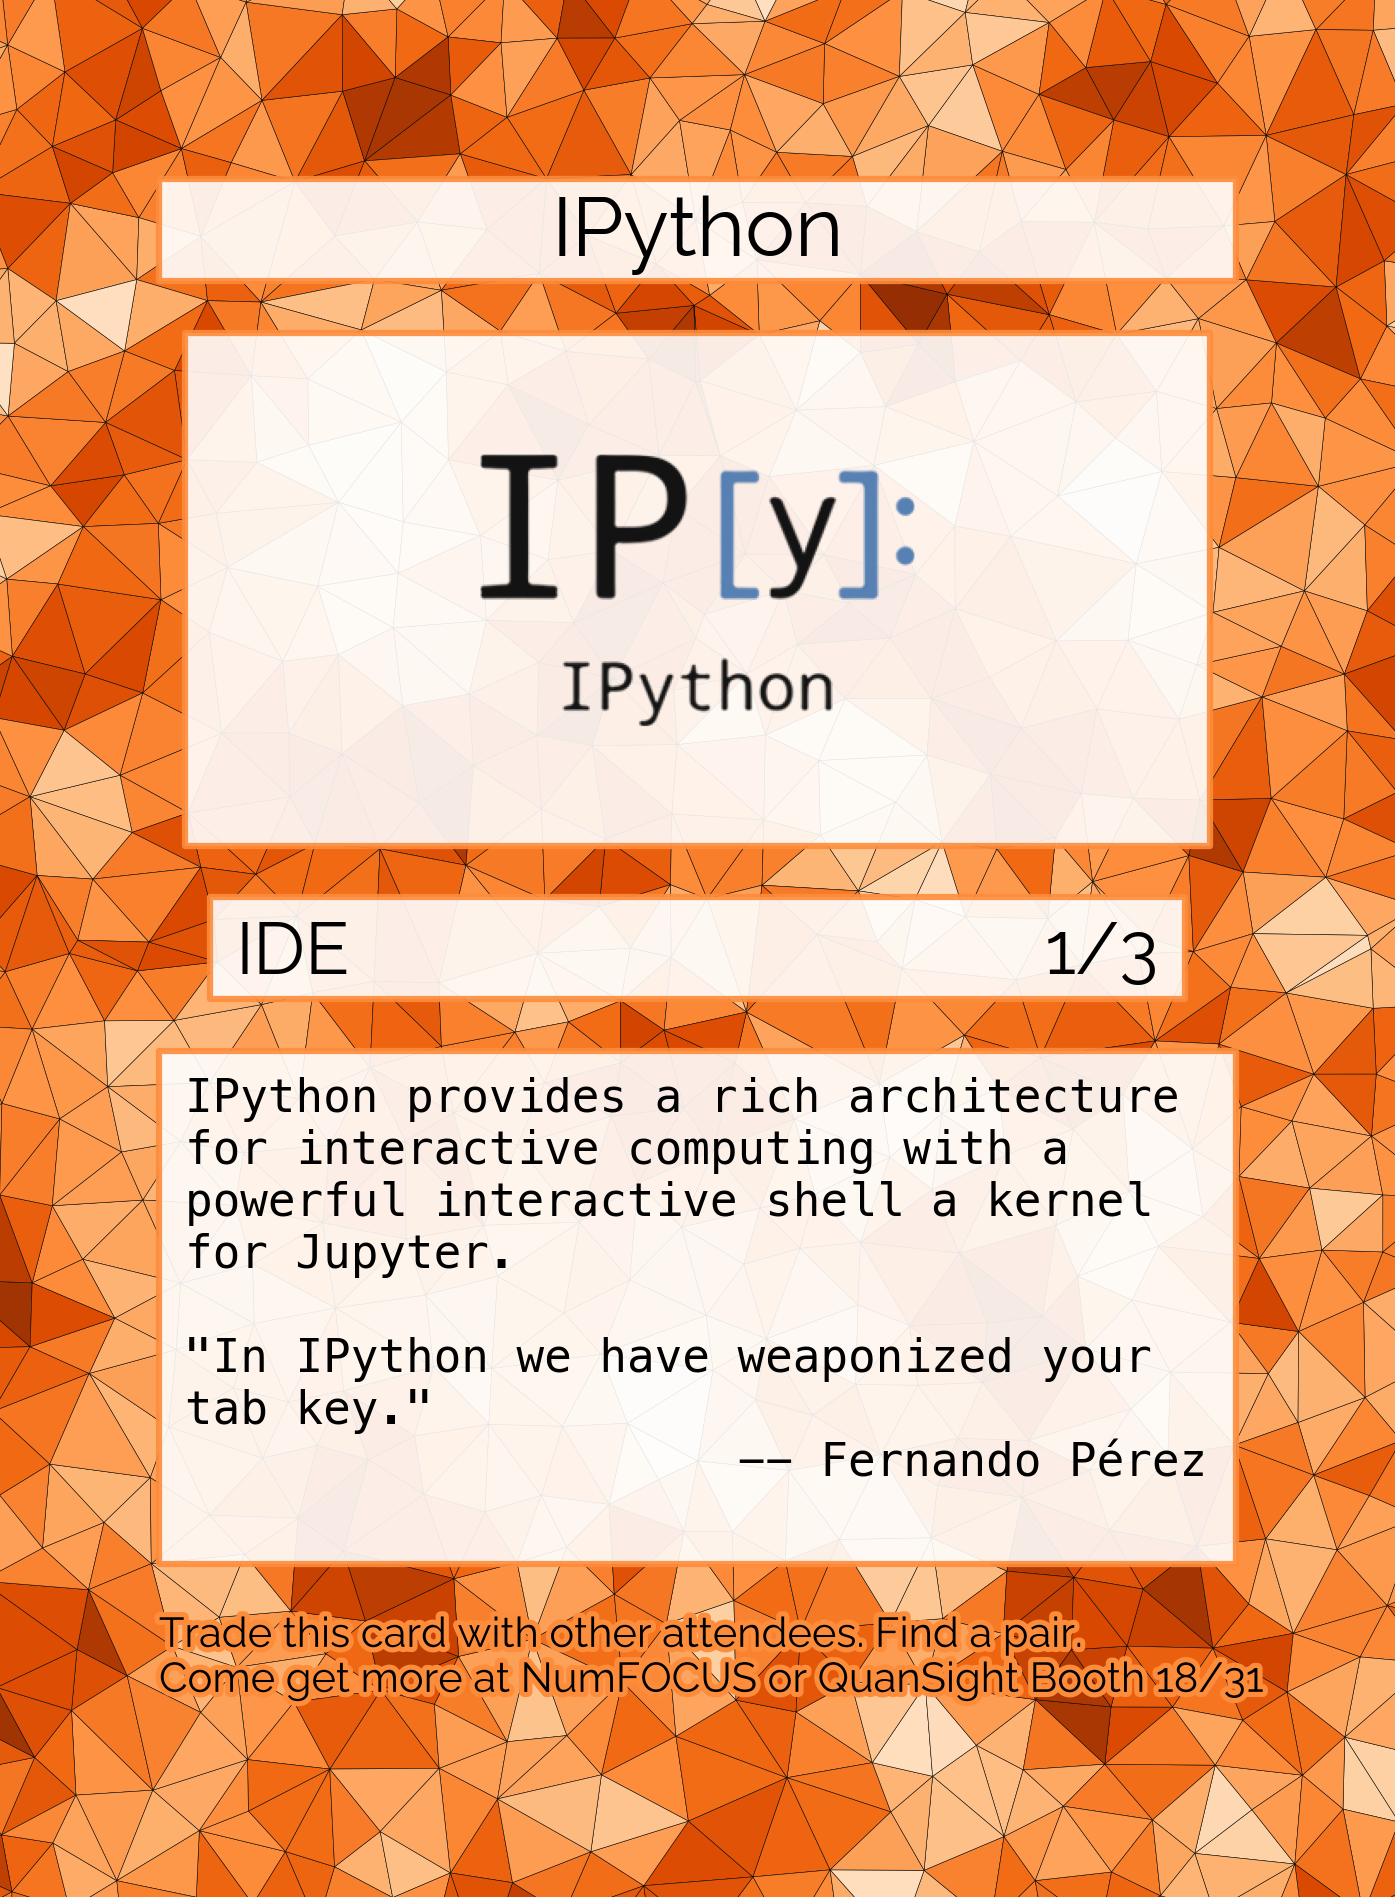 IPython
IP[y]:
IPython
IDE 1/3
IPython provides a rich architecture
for interactive computing with a
powerful interactive shell a kernel
for Jupyter.
"In IPython we have weaponized your
tab key."
—— Fernando Pérez
Trade this card with other attendees. Find a pair.
Come get more at NumFOCUS or QuanSight Booth 18/31